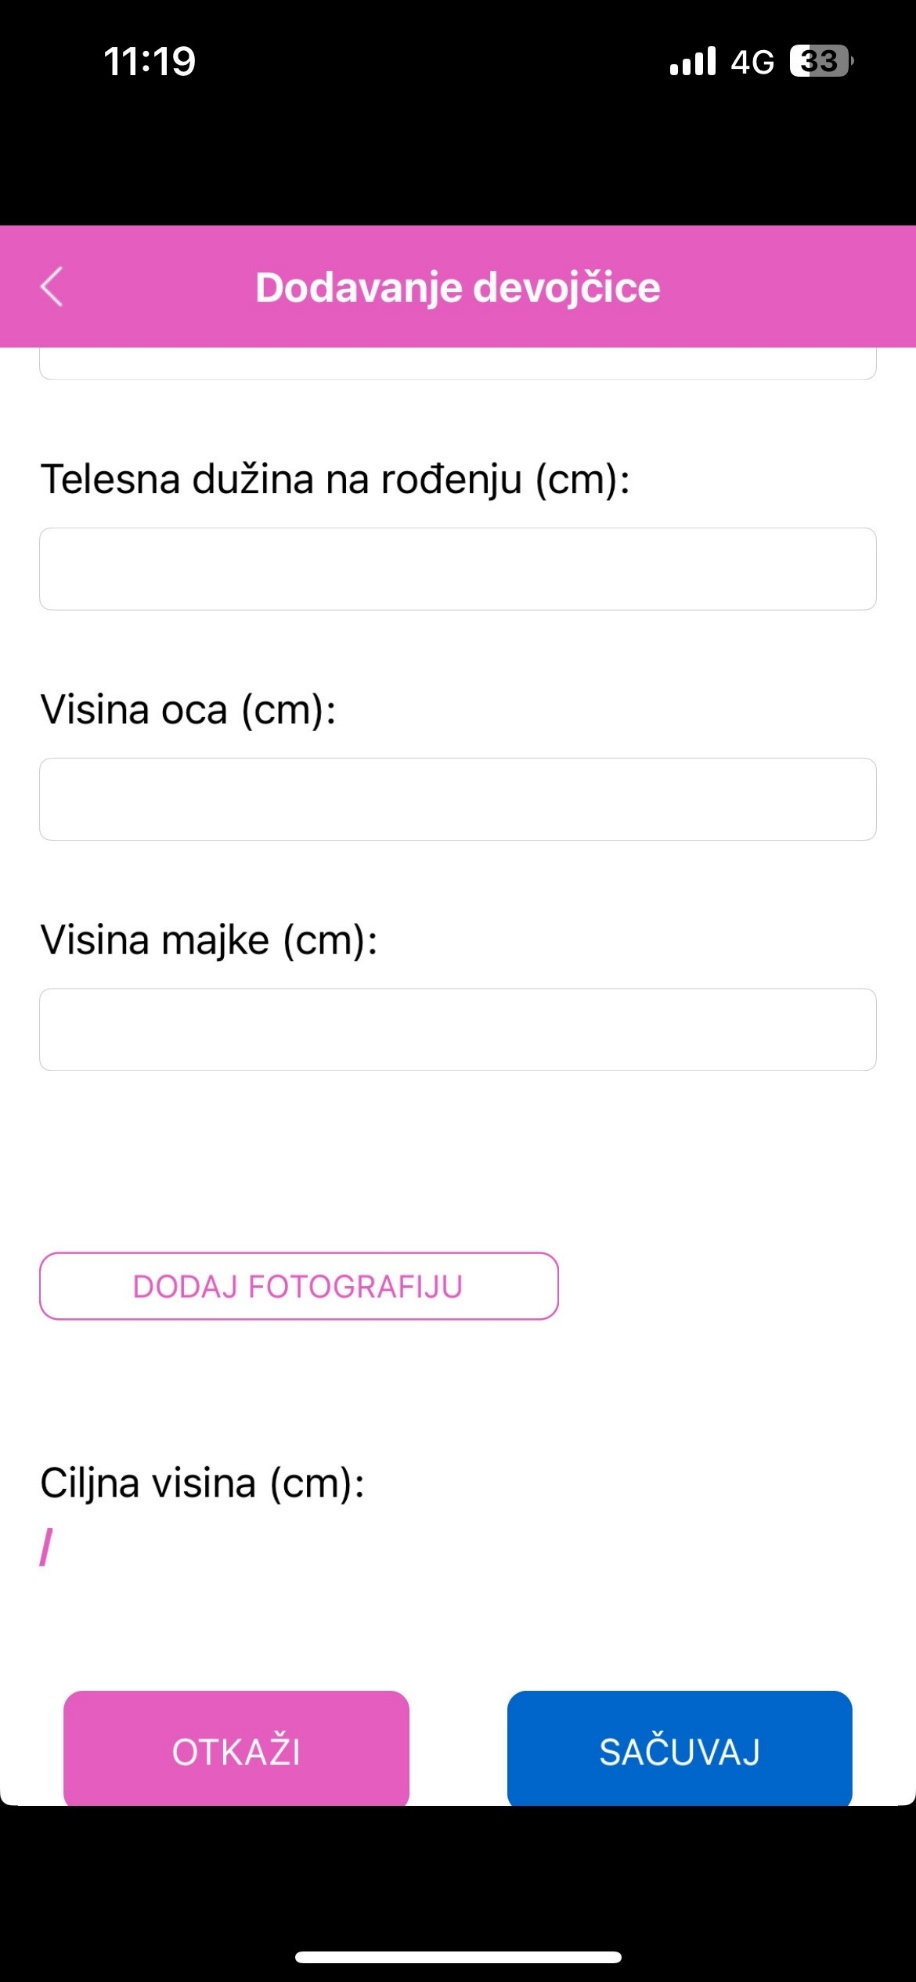 11:19
4G 33
Dodavanje devojčice
Telesna dužina na rođenju (cm):
Visina oca (cm):
Visina majke (cm):
DODAJ FOTOGRAFIJU
Ciljna visina (cm):
/
OTKAŽI
SAČUVAJ